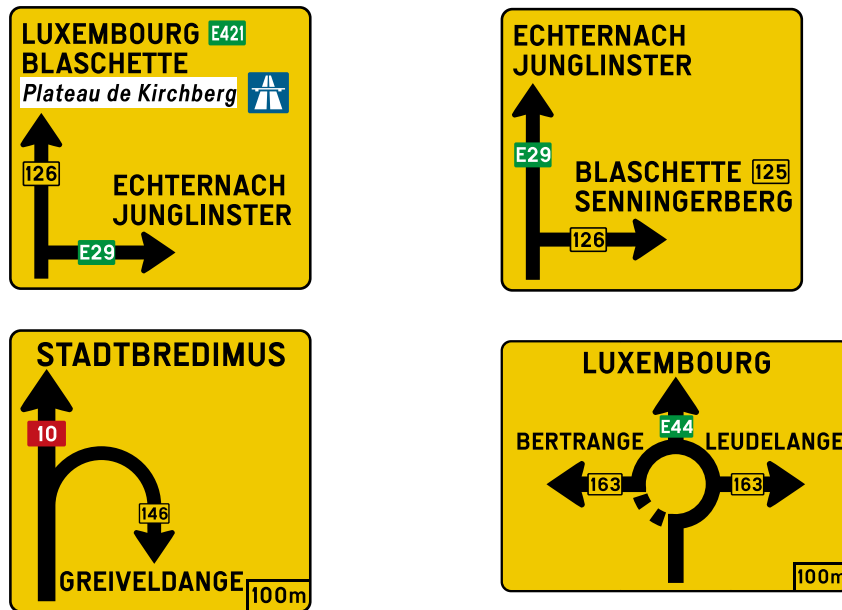 LUXEMBOURG E421
BLASCHETTE
Plateau de Kirchberg
126
ECHTERNACH
JUNGLINSTER
E29
ECHTERNACH
JUNGLINSTER
E29
BLASCHETTE 125
SENNINGERBERG
126
STADTBREDIMUS
10
146
GREIVELDANGE
100m
LUXEMBOURG
E44
BERTRANGE LEUDELANGE
163 163
100m